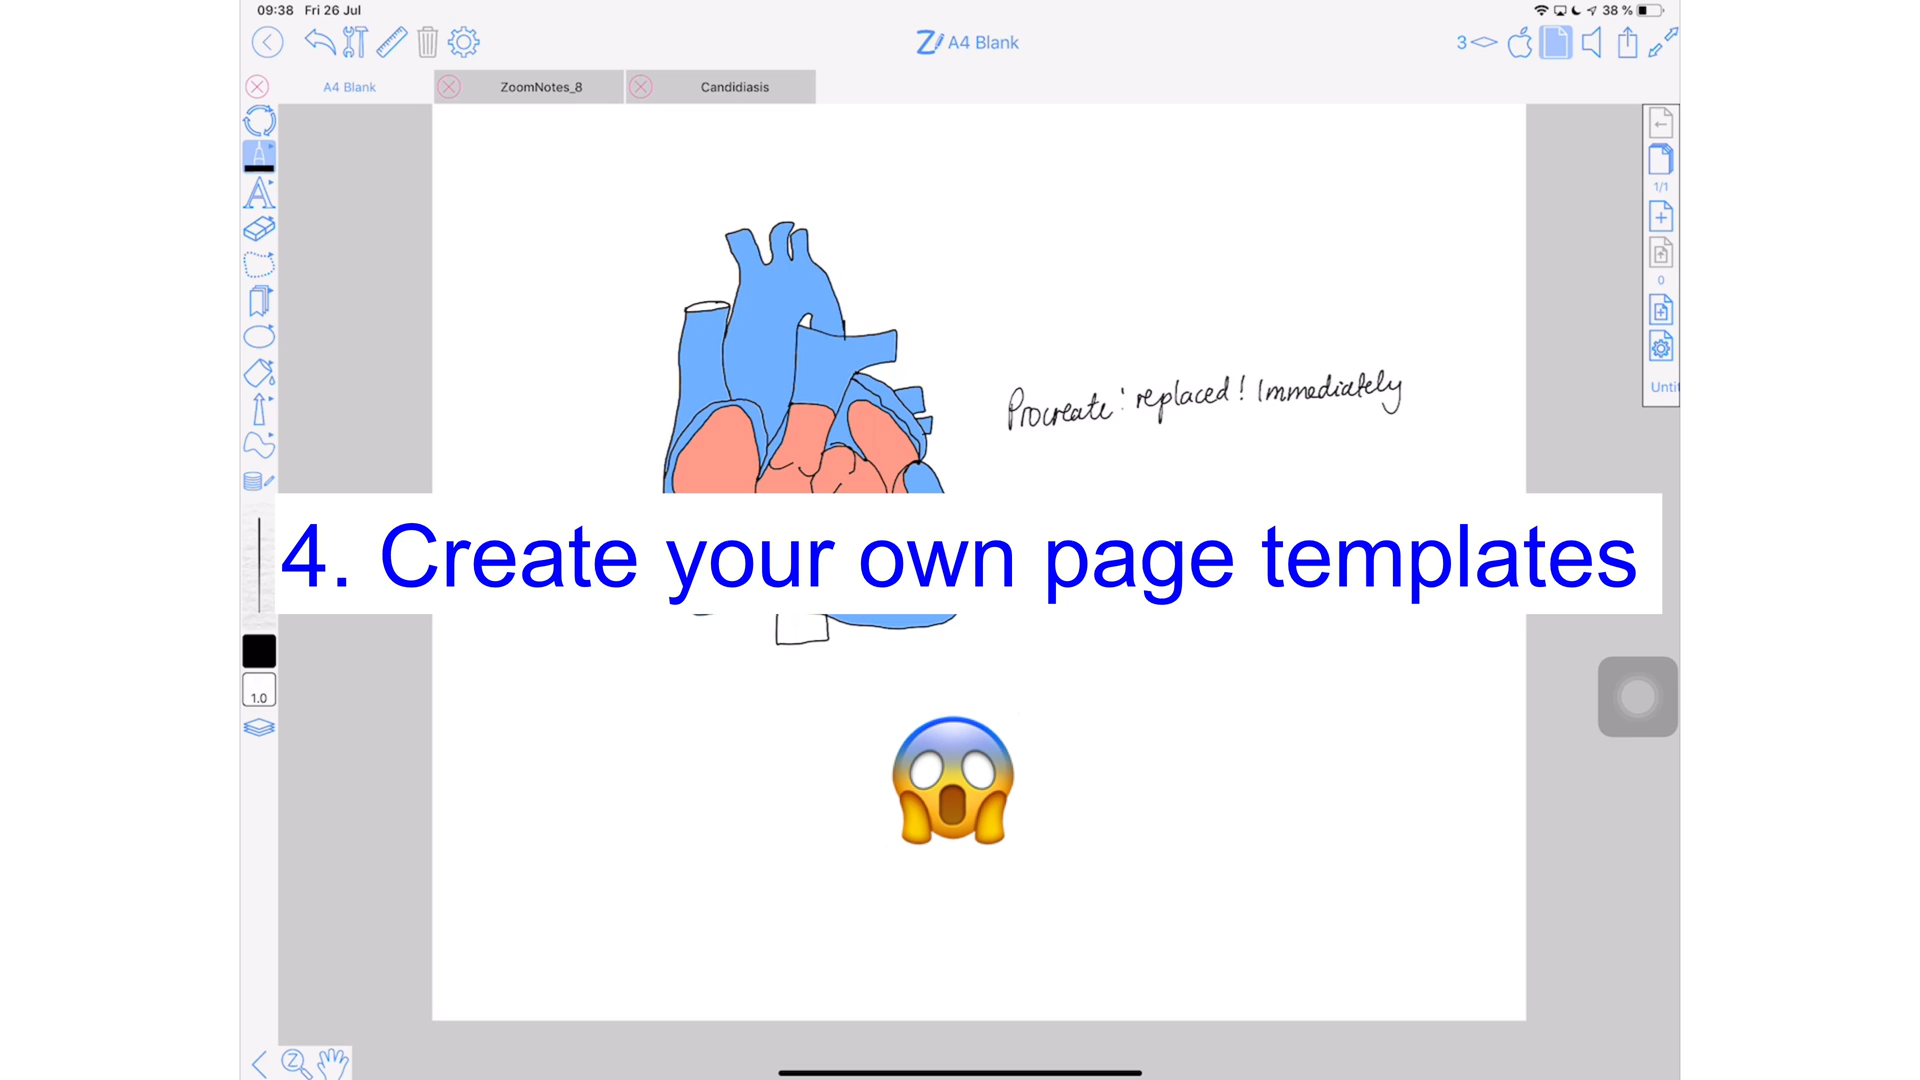 09:38 Fri 26 Jul
38 %
A4 Blank
3
A4 Blank
ZoomNotes_8
Candidiasis
1/1
0
Procreate: replaced! Immediately
Unti
4. Create your own page templates
1.0